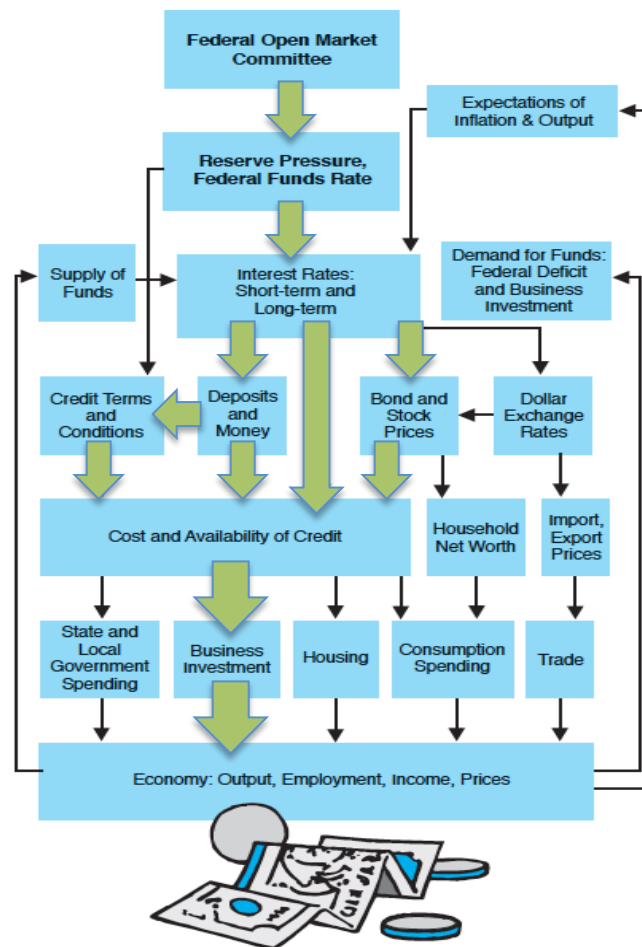 Federal Open Market
Committee
Expectations of
Inflation & Output
Reserve Pressure,
Federal Funds Rate
Supply of
Funds
Interest Rates:
Short-term and
Long-term
Demand for Funds:
Federal Deficit
and Business
Investment
Credit Terms
and
Conditions
Deposits
and
Money
Bond and
Stock
Prices
Dollar
Exchange
Rates
Cost and Availability of Credit
Household
Net Worth
Import,
Export
Prices
State and
Local
Government
Spending
Business
Investment
Housing
Consumption
Spending
Trade
Economy: Output, Employment, Income, Prices